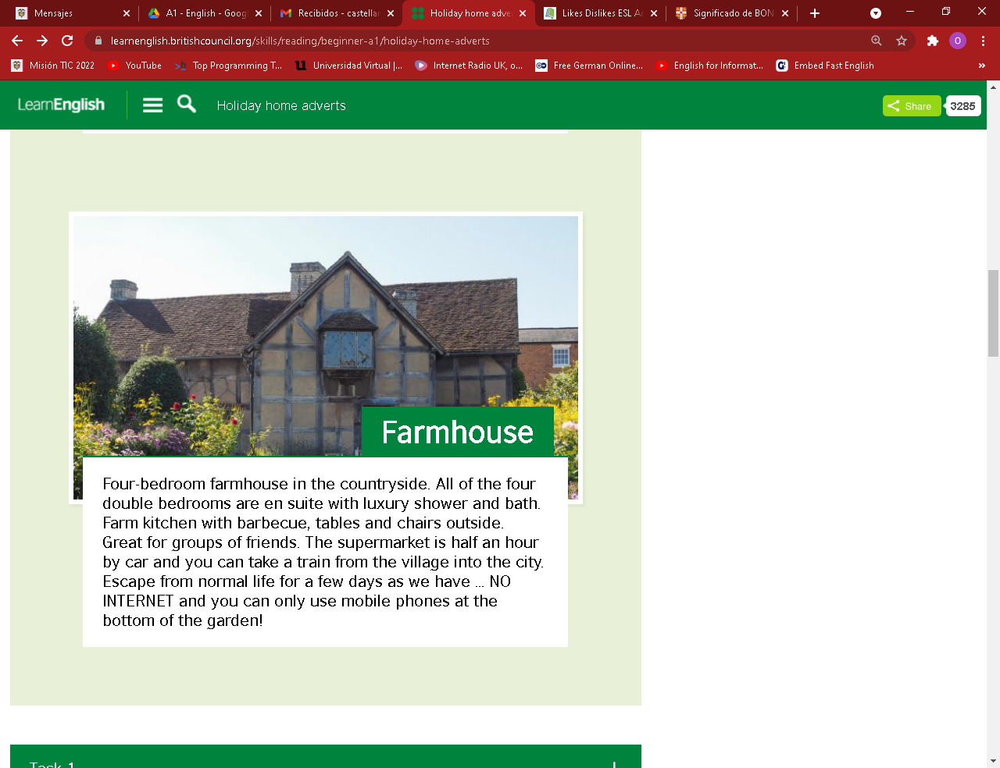 Mensajes
A1 - English - Goog
Recibidos - castellar
Holiday home adver
Likes Dislikes ESL Ac
Significado de BON
learnenglish.britishcouncil.org/skills/reading/beginner-a1/holiday-home-adverts
O
Misión TIC 2022
YouTube
Top Programming T...
Universidad Virtual |...
Internet Radio UK, o...
Free German Online...
English for Informat...
Embed Fast English
LearnEnglish
Holiday home adverts
Share
3285
Farmhouse
Four-bedroom farmhouse in the countryside. All of the four
double bedrooms are en suite with luxury shower and bath.
Farm kitchen with barbecue, tables and chairs outside.
Great for groups of friends. The supermarket is half an hour
by car and you can take a train from the village into the city.
Escape from normal life for a few days as we have ... NO
INTERNET and you can only use mobile phones at the
bottom of the garden!
Task 1